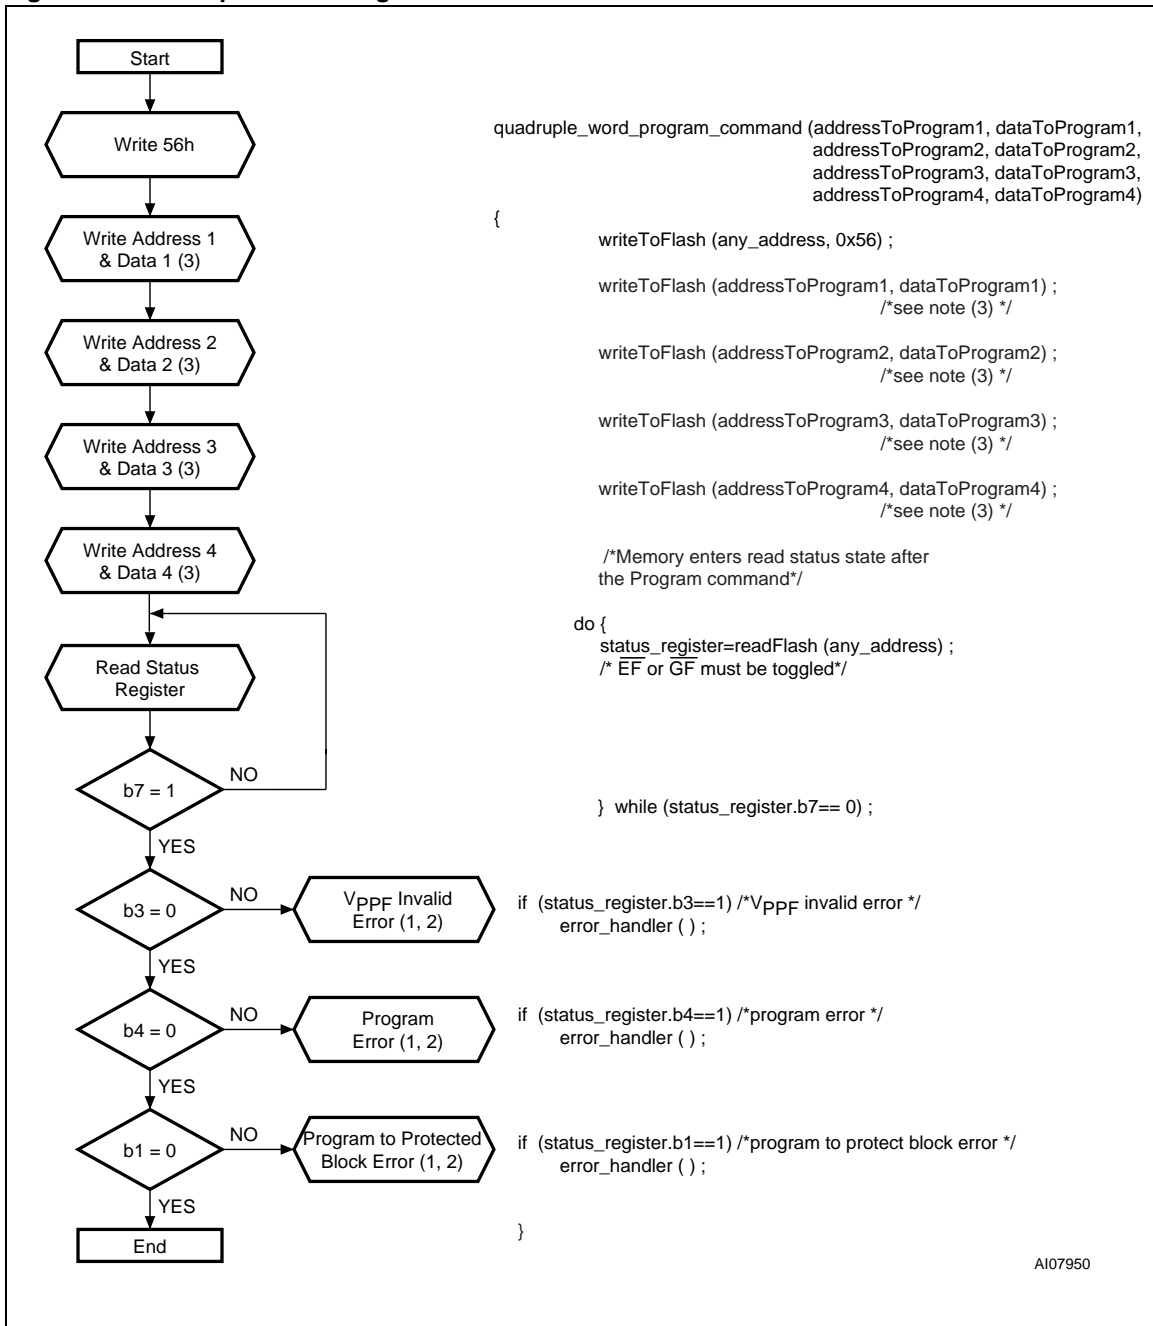 Start
Write 56h
Write Address 1
& Data 1 (3)
Write Address 2
& Data 2 (3)
Write Address 3
& Data 3 (3)
Write Address 4
& Data 4 (3)
Read Status
Register
b7 = 1
NO
YES
b3 = 0
NO
VPPF Invalid
Error (1, 2)
YES
b4 = 0
NO
Program
Error (1, 2)
YES
b1 = 0
NO
Program to Protected
Block Error (1, 2)
YES
End
quadruple_word_program_command (addressToProgram1, dataToProgram1,
addressToProgram2, dataToProgram2,
addressToProgram3, dataToProgram3,
addressToProgram4, dataToProgram4)
{
writeToFlash (any_address, 0x56) ;
writeToFlash (addressToProgram1, dataToProgram1) ;
/*see note (3) */
writeToFlash (addressToProgram2, dataToProgram2) ;
/*see note (3) */
writeToFlash (addressToProgram3, dataToProgram3) ;
/*see note (3) */
writeToFlash (addressToProgram4, dataToProgram4) ;
/*see note (3) */
/*Memory enters read status state after
the Program command*/
do {
status_register=readFlash (any_address) ;
/* EF or GF must be toggled*/
} while (status_register.b7== 0) ;
if (status_register.b3==1) /*VPPF invalid error */
error_handler ( ) ;
if (status_register.b4==1) /*program error */
error_handler ( ) ;
if (status_register.b1==1) /*program to protect block error */
error_handler ( ) ;
}
AI07950